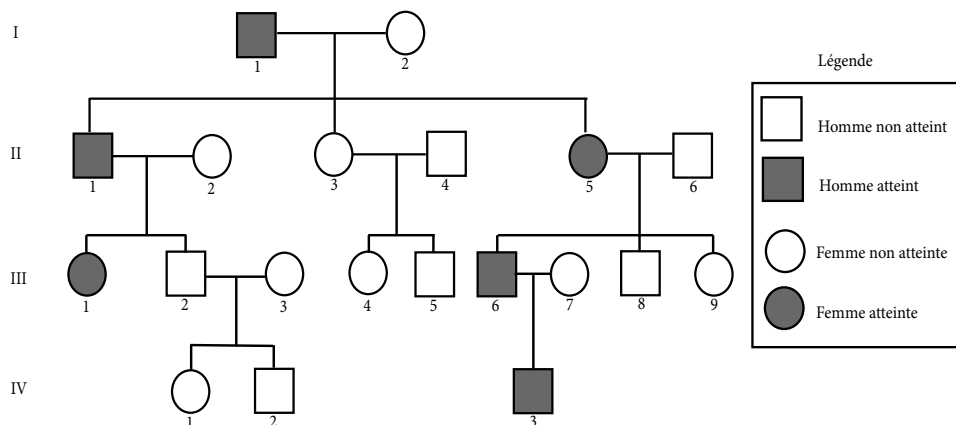 I
1
2
Légende
Homme non atteint
II
1
2
3
4
5
6
Homme atteint
Femme non atteinte
III
1
2
3
4
5
6
7
8
9
Femme atteinte
IV
1
2
3